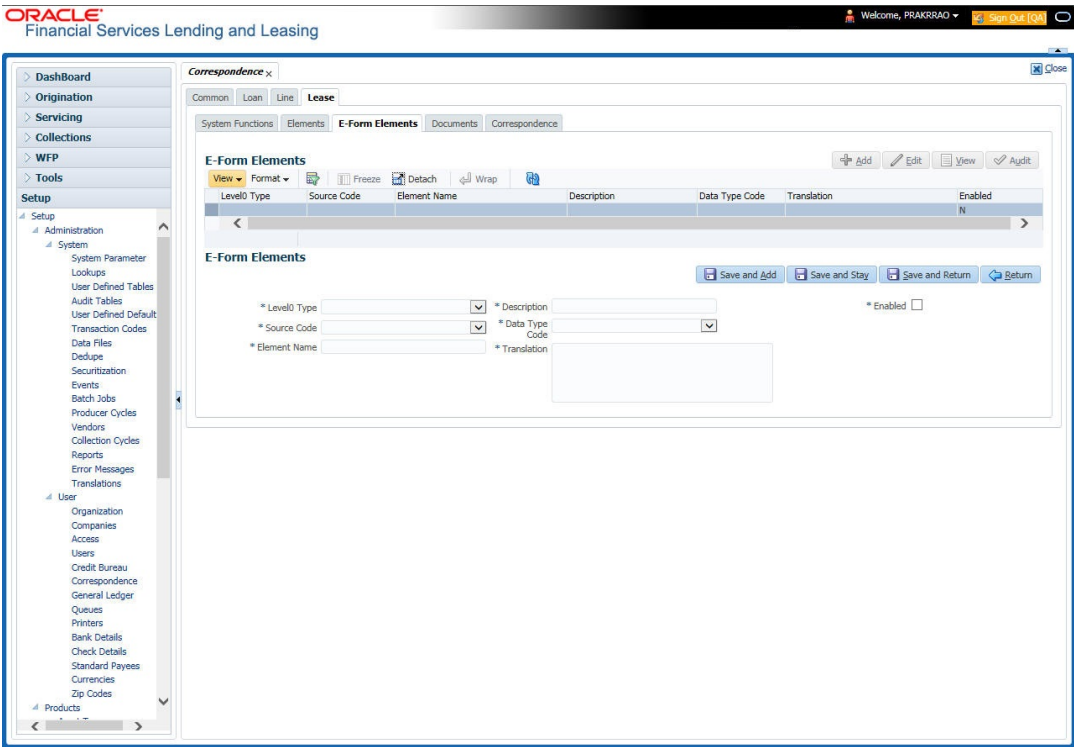 ORACLE
Financial Services Lending and Leasing
Welcome, PRAKRRAO
Sign Out [QA]
DashBoard
Origination
Servicing
Collections
WFP
Tools
Setup
Setup
Administration
System
System Parameter
Lookups
User Defined Tables
Audit Tables
User Defined Default
Transaction Codes
Data Files
Dedupe
Securitization
Events
Batch Jobs
Producer Cycles
Vendors
Collection Cycles
Reports
Error Messages
Translations
User
Organization
Companies
Access
Users
Credit Bureau
Correspondence
General Ledger
Queues
Printers
Bank Details
Check Details
Standard Payees
Currencies
Zip Codes
Products
Correspondence x
Close
Common Loan Line Lease
System Functions Elements E-Form Elements Documents Correspondence
E-Form Elements
Add Edit View Audit
View Format Freeze Detach Wrap
Level0 Type Source Code Element Name Description Data Type Code Translation Enabled
N
E-Form Elements
Save and Add Save and Stay Save and Return Return
* Level0 Type * Description * Enabled
* Source Code * Data Type Code
* Element Name * Translation